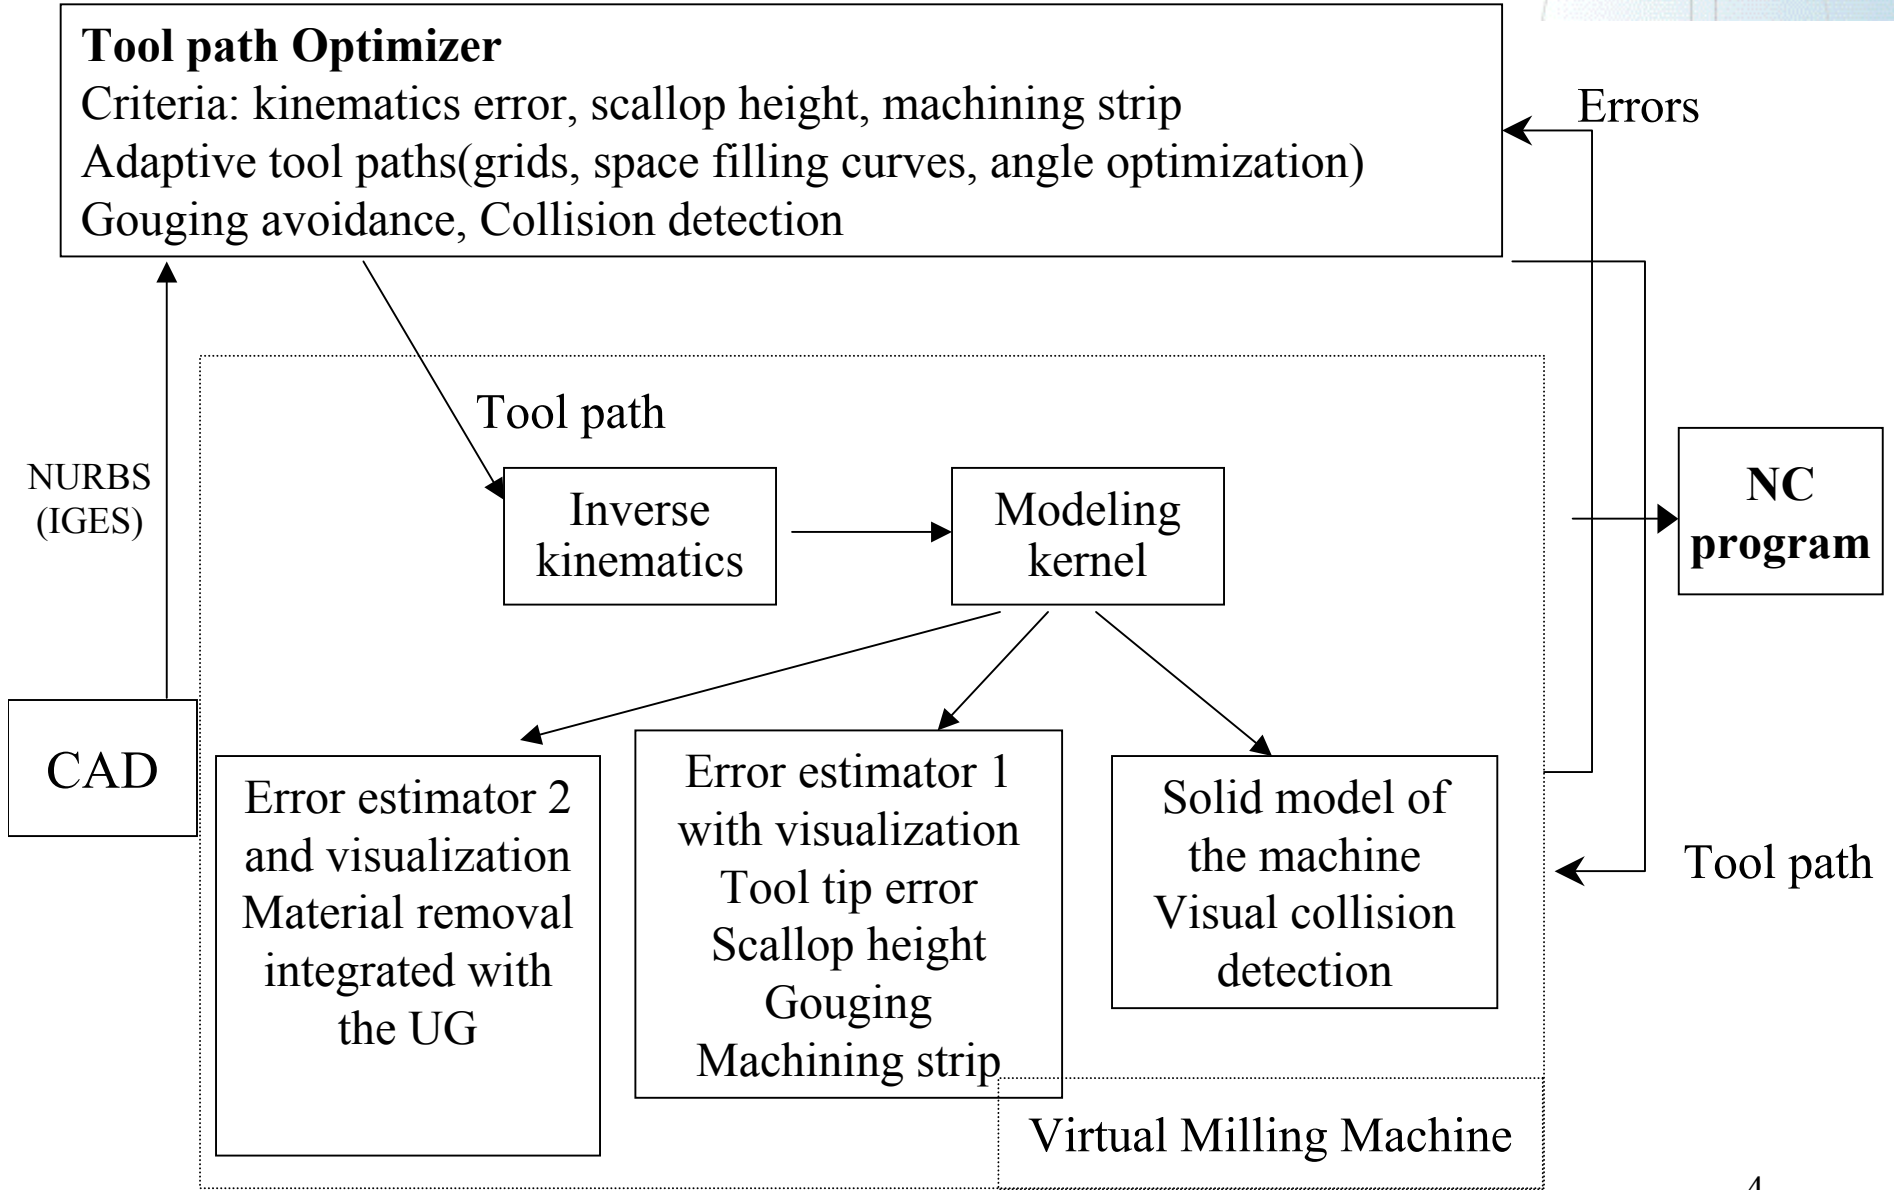 Tool path Optimizer
Criteria: kinematics error, scallop height, machining strip
Adaptive tool paths(grids, space filling curves, angle optimization)
Gouging avoidance, Collision detection
Errors
Tool path
NURBS
(IGES)
Inverse
kinematics
Modeling
kernel
NC
program
CAD
Error estimator 2
and visualization
Material removal
integrated with
the UG
Error estimator 1
with visualization
Tool tip error
Scallop height
Gouging
Machining strip
Solid model of
the machine
Visual collision
detection
Tool path
Virtual Milling Machine
4